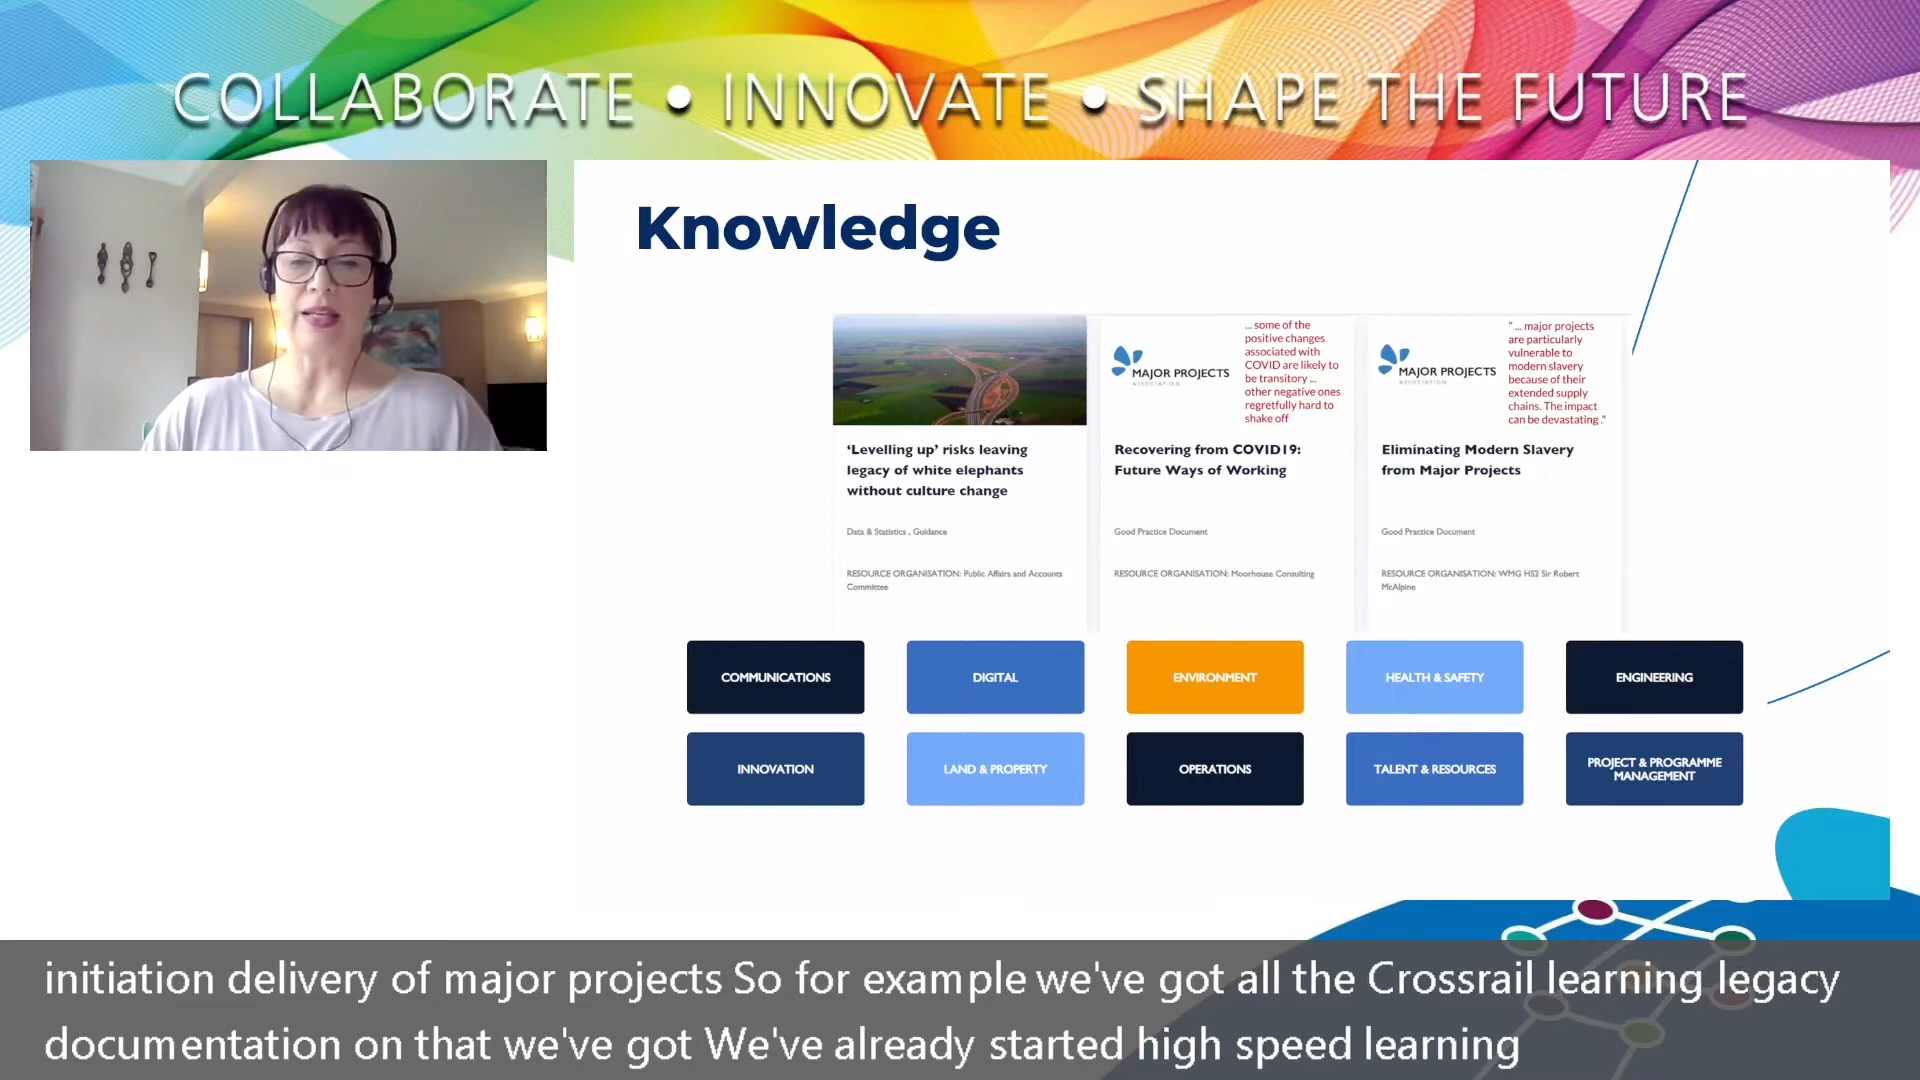 COLLABORATE • INNOVATE • SHAPE THE FUTURE
Knowledge
‘Levelling up’ risks leaving
legacy of white elephants
without culture change
Data & Statistics , Guidance
RESOURCE ORGANISATION: Public Affairs and Accounts
Committee
MAJOR PROJECTS
ASSOCIATION
... some of the
positive changes
associated with
COVID are likely to
be transitory ...
other negative ones
regretfully hard to
shake off
Recovering from COVID19:
Future Ways of Working
Good Practice Document
RESOURCE ORGANISATION: Moorhouse Consulting
MAJOR PROJECTS
ASSOCIATION
" ... major projects
are particularly
vulnerable to
modern slavery
because of their
extended supply
chains. The impact
can be devastating ."
Eliminating Modern Slavery
from Major Projects
Good Practice Document
RESOURCE ORGANISATION: WMG HS2 Sir Robert
McAlpine
COMMUNICATIONS
DIGITAL
ENVIRONMENT
HEALTH & SAFETY
ENGINEERING
INNOVATION
LAND & PROPERTY
OPERATIONS
TALENT & RESOURCES
PROJECT & PROGRAMME
MANAGEMENT
initiation delivery of major projects So for example we've got all the Crossrail learning legacy
documentation on that we've got We've already started high speed learning